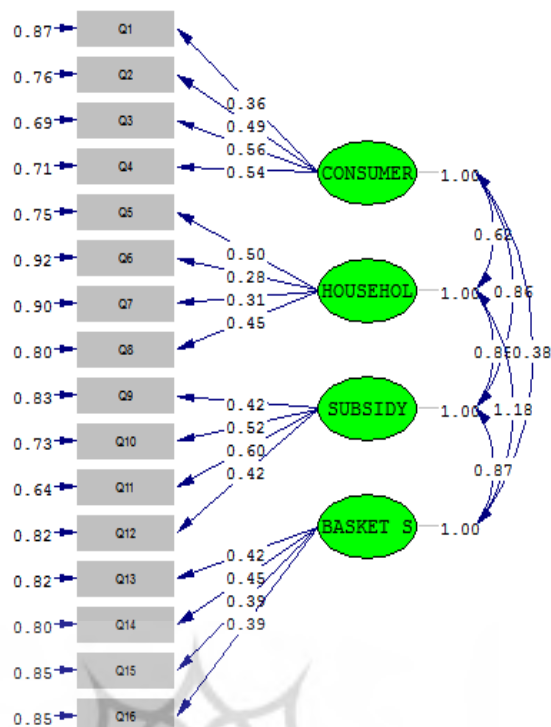 0.87 Q1
0.76 Q2
0.69 Q3
0.71 Q4
0.75 Q5
0.92 Q6
0.90 Q7
0.80 Q8
0.83 Q9
0.73 Q10
0.64 Q11
0.82 Q12
0.82 Q13
0.80 Q14
0.85 Q15
0.85 Q16
0.36
0.49
0.56
0.54
0.50
0.28
0.31
0.45
0.42
0.52
0.60
0.42
0.42
0.45
0.39
0.39
CONSUMER 1.00
HOUSEHOL 1.00
SUBSIDY 1.00
BASKET S 1.00
0.62
0.86
0.38
1.18
0.87